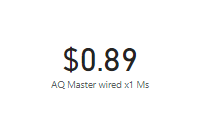 $0.89
AQ Master wired x1 Ms